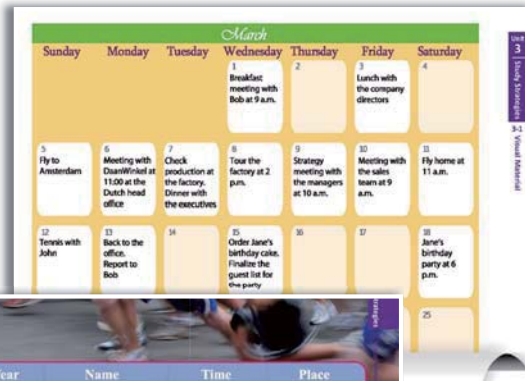 March
Sunday Monday Tuesday Wednesday Thursday Friday Saturday
1
Breakfast
meeting with
Bob at 9 a.m.
2
3
Lunch with
the company
directors
4
5
Fly to
Amsterdam
6
Meeting with
DaanWinkel at
11:00 at the
Dutch head
office
7
Check
production at
the factory.
Dinner with
the executives
8
Tour the
factory at 2
p.m.
9
Strategy
meeting with
the managers
at 10 a.m.
10
Meeting with
the sales
team at 9
a.m.
11
Fly home at
11 a.m.
12
Tennis with
John
13
Back to the
office.
Report to
Bob
14
15
Order Jane's
birthday cake.
Finalize the
guest list for
the party
16
17
18
Jane's
birthday
party at 6
p.m.
25
Unit
3
Study Strategies
3-1
Visual Material
Name Time Place